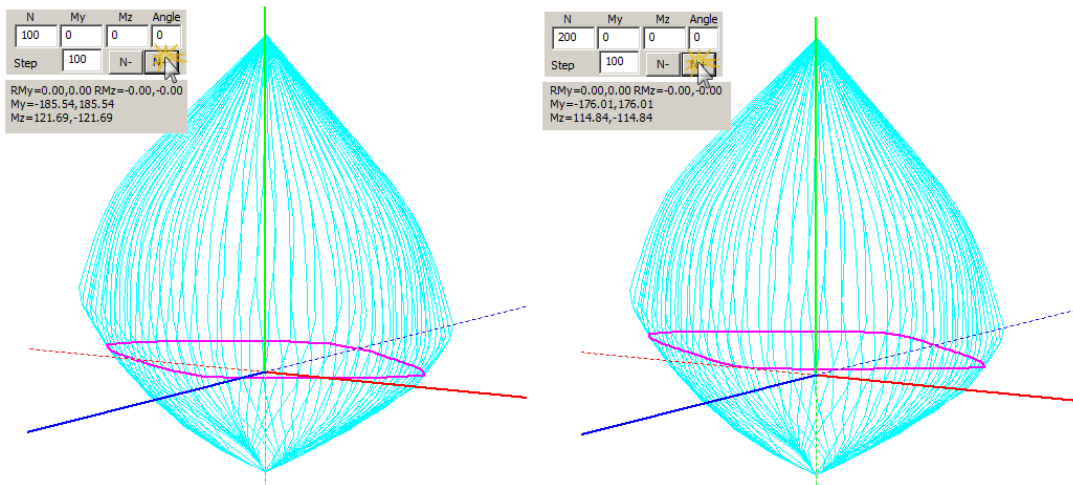 N My Mz Angle
100 0 0 0
Step 100 N-
RMy=0.00,0.00 RMz=-0.00,-0.00
My=-185.54,185.54
Mz=121.69,-121.69
N My Mz Angle
200 0 0 0
Step 100 N-
RMy=0.00,0.00 RMz=-0.00,-0.00
My=-176.01,176.01
Mz=114.84,-114.84